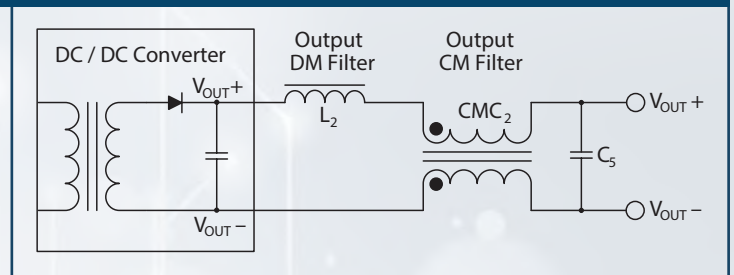 DC / DC Converter
Output
DM Filter
Output
CM Filter
VOUT+
L2
CMC2
VOUT +
C5
VOUT –
VOUT –